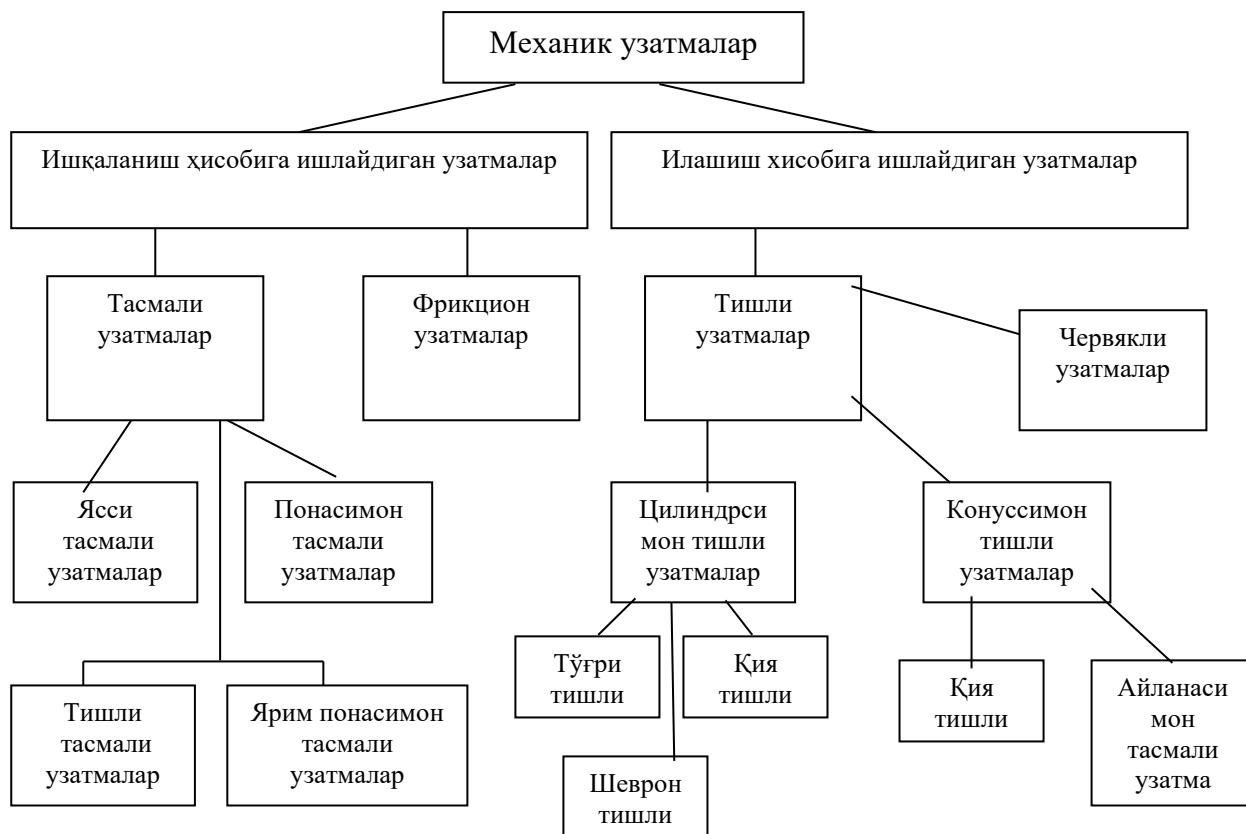 Механик узатмалар
Ишқаланиш ҳисобига ишлайдиган узатмалар
Илашиш хисобига ишлайдиган узатмалар
Тасмали
узатмалар
Фрикцион
узатмалар
Тишли
узатмалар
Червякли
узатмалар
Ясси
тасмали
узатмалар
Понасимон
тасмали
узатмалар
Цилиндрси
мон тишли
узатмалар
Конуссимон
тишли
узатмалар
Тўғри
тишли
Қия
тишли
Қия
тишли
Айланаси
мон
тасмали
узатма
Тишли
тасмали
узатмалар
Ярим понасимон
тасмали
узатмалар
Шеврон
тишли